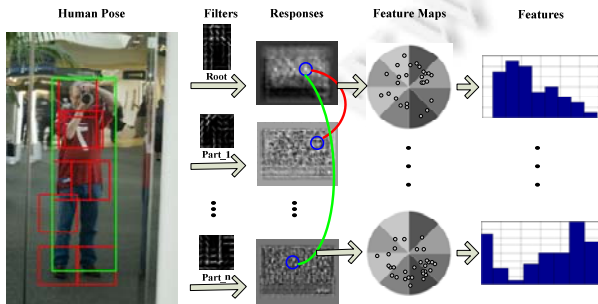 Human Pose
Filters
Responses
Feature Maps
Features
Root
Part_1
Part_n